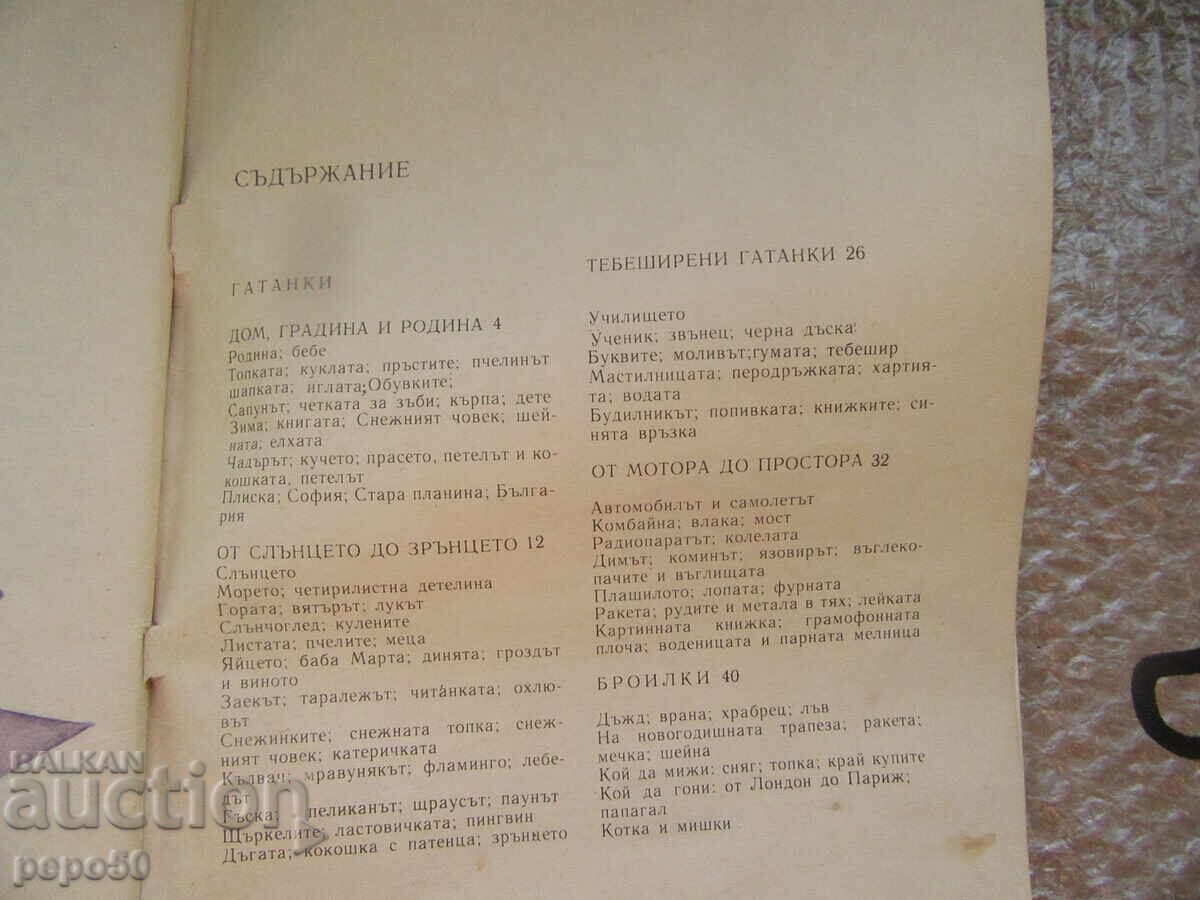 СЪДЪРЖАНИЕ
ГАТАНКИ
ДОМ, ГРАДИНА И РОДИНА 4
Родина; бебе
Топката; куклата; пръстите; пчелинът
шапката; иглата;Обувките;
Сапунът; четката за зъби; кърпа; дете
Зима; книгата; Снежният човек; шей-
ната; елхата
Чадърът; кучето; прасето, петелът и ко-
кошката, петелът
Плиска; София; Стара планина; Бълга-
рия
ОТ СЛЪНЦЕТО ДО ЗРЪНЦЕТО 12
Слънцето
Морето; четирилистна детелина
Гората; вятърът; лукът
Слънчоглед; кулените
Листата; пчелите; меца
Яйцето; баба Марта; динята; гроздът
и виното
Заекът; таралежът; читáнката; охлю-
вът
Снежинките; снежната топка; снеж-
ният човек; катеричката
Кълвач; мравунякът; фламинго; лебе-
дът
Гъска; пеликанът; щраусът; паунът
Щъркелите; ластовичката; пингвин
Дъгата; кокошка с патенца; зрънцето
ТЕБЕШИРЕНИ ГАТАНКИ 26
Училището
Ученик; звънец; черна дъска;
Буквите; моливът;гумата; тебешир
Мастилницата; перодръжката; хартия-
та; водата
Будилникът; попивката; книжките; си-
нята връзка
ОТ МОТОРА ДО ПРОСТОРА 32
Автомобилът и самолетът
Комбайна; влака; мост
Радиопаратът; колелата
Димът; коминът; язовирът; въглеко-
пачите и въглищата
Плашилото; лопата; фурната
Ракета; рудите и метала в тях; лейката
Картинната книжка; грамофонната
плоча; воденицата и парната мелница
БРОИЛКИ 40
Дъжд; врана; храбрец; лъв
На новогодишната трапеза; ракета;
мечка; шейна
Кой да мижи: сняг; топка; край купите
Кой да гони: от Лондон до Париж;
папагал
Котка и мишки
BALKAN
auction
pepo50